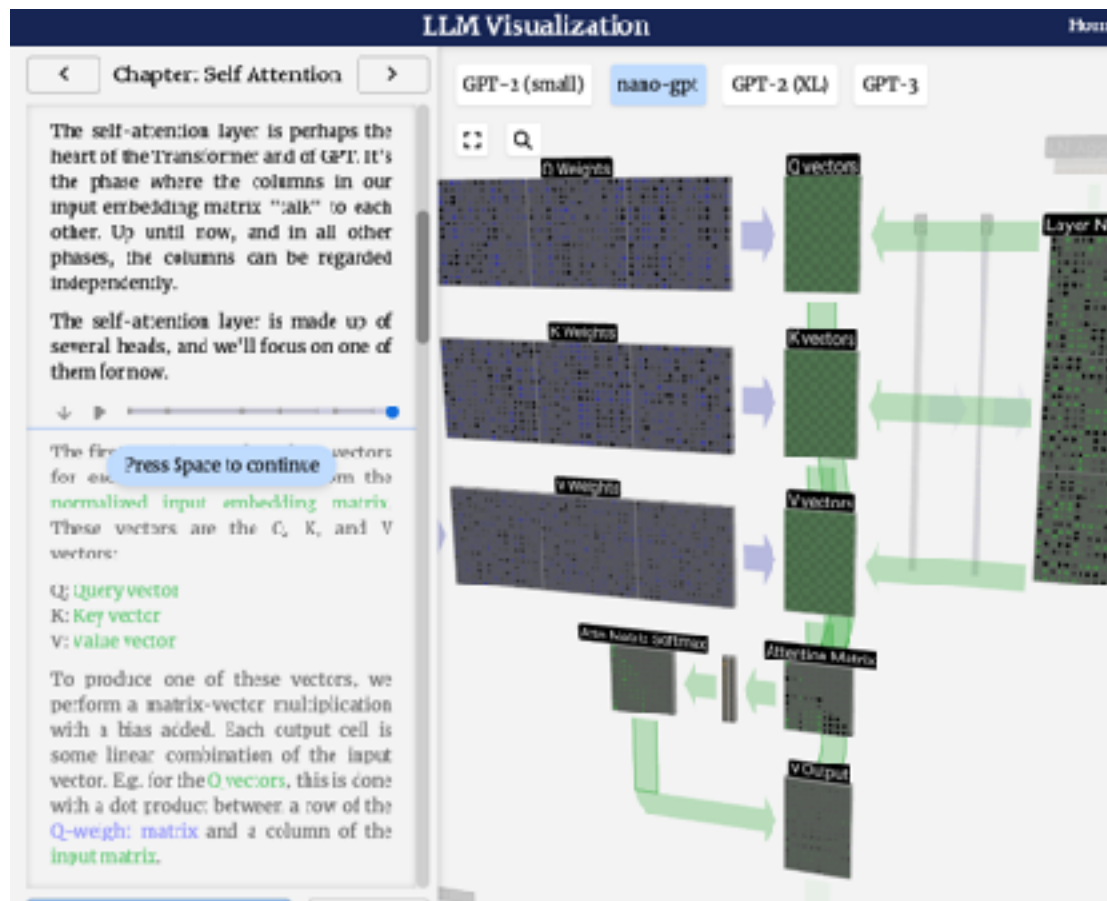 LLM Visualization
Chapter: Self Attention
The self-attention layer is perhaps the
heart of the Transformer and of GPT. It's
the phase where the columns in our
input embedding matrix "talk" to each
other. Up until now, and in all other
phases, the columns can be regarded
independently.
The self-attention layer is made up of
several heads, and we'll focus on one of
them for now.
Press Space to continue
The vectors
for the
normalized input embedding matrix.
These vectors are the Q, K, and V
vectors:
Q: Query vector
K: Key vector
V: Value vector
To produce one of these vectors, we
perform a matrix-vector multiplication
with a bias added. Each output cell is
some linear combination of the input
vector. E.g. for the Q vectors, this is done
with a dot product between a row of the
Q-weight matrix and a column of the
input matrix.
GPT-2 (small)
nano-gpt
GPT-2 (XL)
GPT-3
Q Weights
Q vectors
Layer N
K Weights
K vectors
V Weights
V vectors
Attn Matrix Softmax
Attention Matrix
V Output